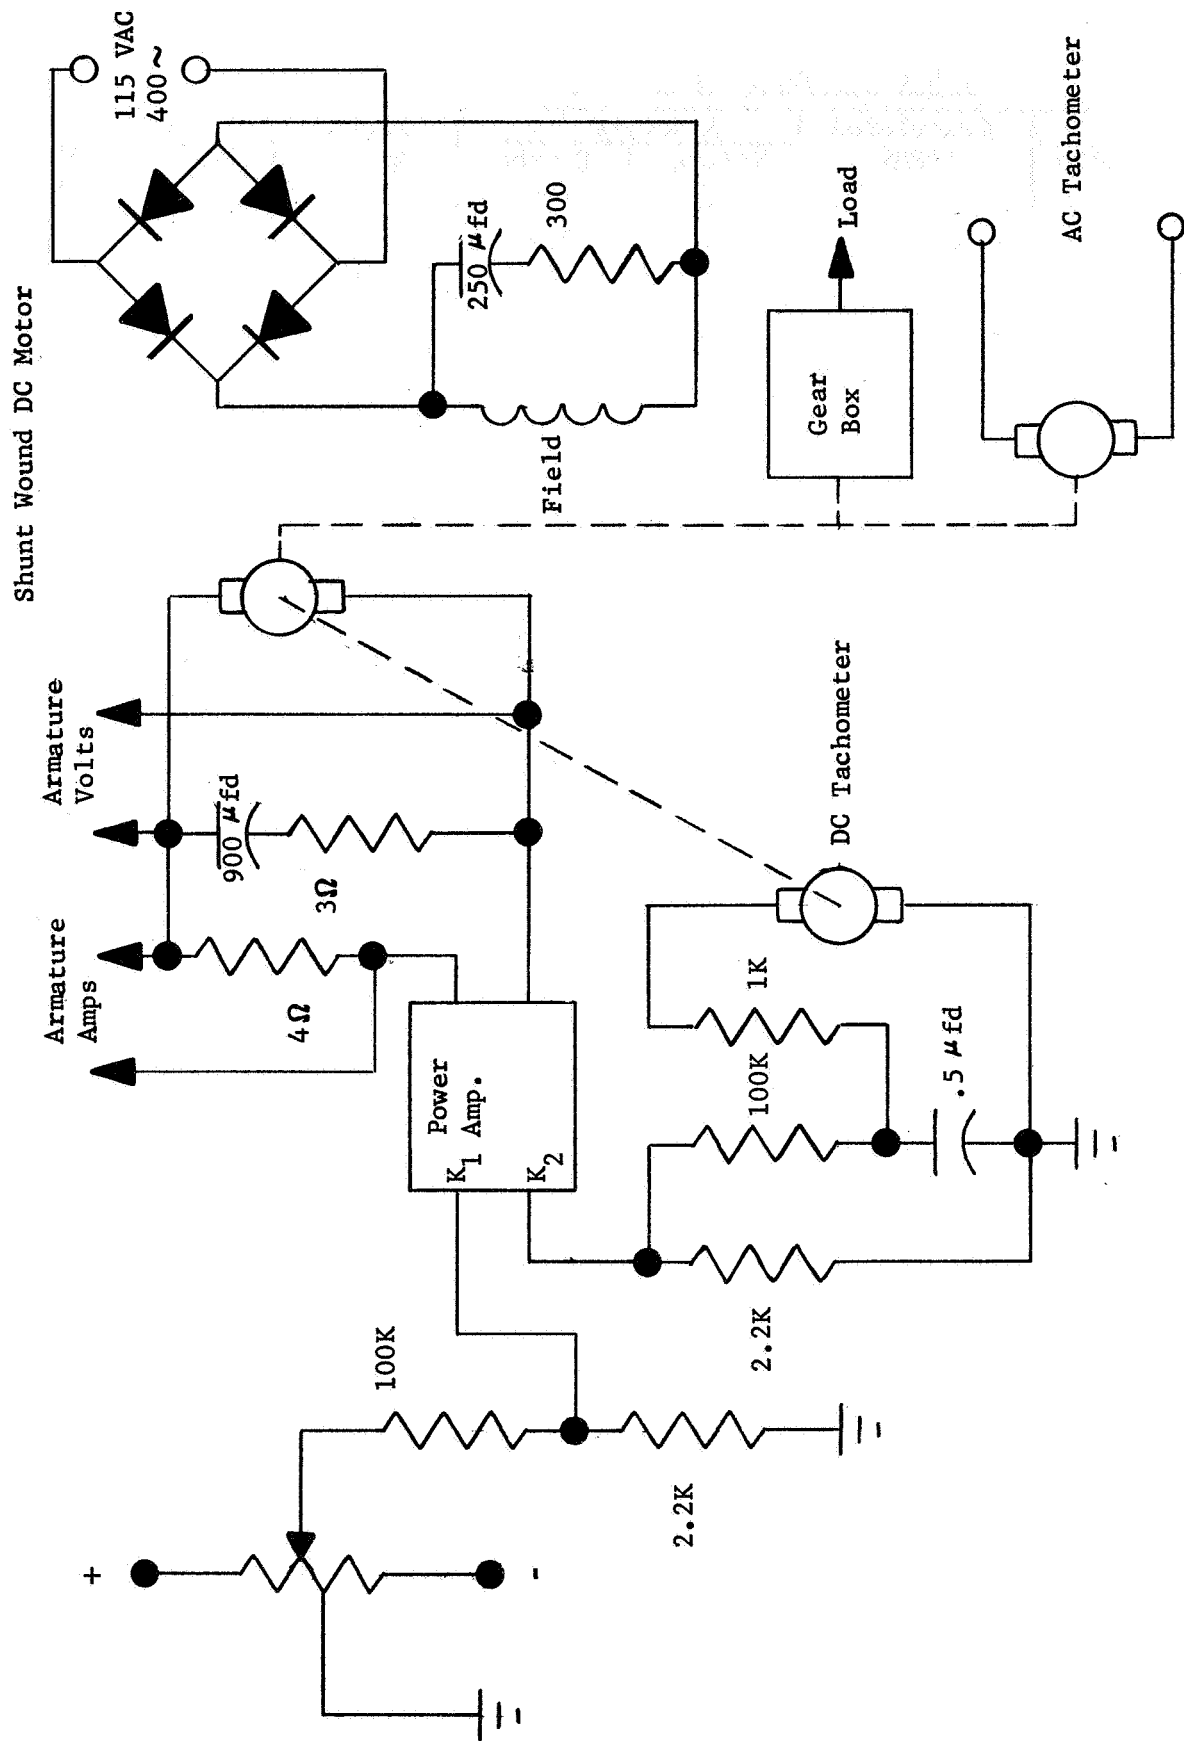 Shunt Wound DC Motor
115 VAC
400~
Armature
Volts
Armature
Amps
900 µfd
3Ω
4Ω
250 µfd
300
Field
Power
Amp.
K1
K2
Gear
Box
Load
AC Tachometer
DC Tachometer
1K
100K
.5 µfd
2.2K
100K
2.2K
+
-